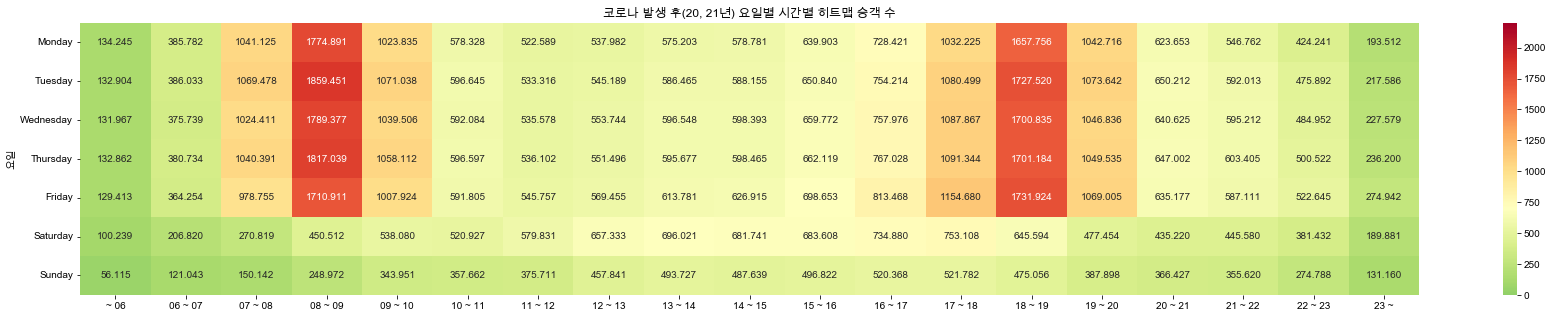 코로나 발생 후(20, 21년) 요일별 시간별 히트맵 승객 수
요일
Monday 134.245 385.782 1041.125 1774.891 1023.835 578.328 522.589 537.982 575.203 578.781 639.903 728.421 1032.225 1657.756 1042.716 623.653 546.762 424.241 193.512
Tuesday 132.904 386.033 1069.478 1859.451 1071.038 596.645 533.316 545.189 586.465 588.155 650.840 754.214 1080.499 1727.520 1073.642 650.212 592.013 475.892 217.586
Wednesday 131.967 375.739 1024.411 1789.377 1039.506 592.084 535.578 553.744 596.548 598.393 659.772 757.976 1087.867 1700.835 1046.836 640.625 595.212 484.952 227.579
Thursday 132.862 380.734 1040.391 1817.039 1058.112 596.597 536.102 551.496 595.677 598.465 662.119 767.028 1091.344 1701.184 1049.535 647.002 603.405 500.522 236.200
Friday 129.413 364.254 978.755 1710.911 1007.924 591.805 545.757 569.455 613.781 626.915 698.653 813.468 1154.680 1731.924 1069.005 635.177 587.111 522.645 274.942
Saturday 100.239 206.820 270.819 450.512 538.080 520.927 579.831 657.333 696.021 681.741 683.608 734.880 753.108 645.594 477.454 435.220 445.580 381.432 189.881
Sunday 56.115 121.043 150.142 248.972 343.951 357.662 375.711 457.841 493.727 487.639 496.822 520.368 521.782 475.056 387.898 366.427 355.620 274.788 131.160
~ 06 06 ~ 07 07 ~ 08 08 ~ 09 09 ~ 10 10 ~ 11 11 ~ 12 12 ~ 13 13 ~ 14 14 ~ 15 15 ~ 16 16 ~ 17 17 ~ 18 18 ~ 19 19 ~ 20 20 ~ 21 21 ~ 22 22 ~ 23 23 ~
2000
1750
1500
1250
1000
750
500
250
0